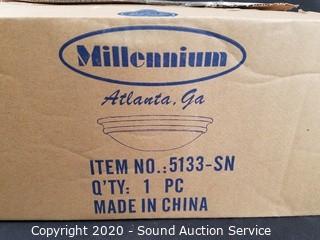 Millennium
Atlanta, Ga
ITEM NO.:5133-SN
Q'TY: 1 PC
MADE IN CHINA
Copyright 2020 - Sound Auction Service